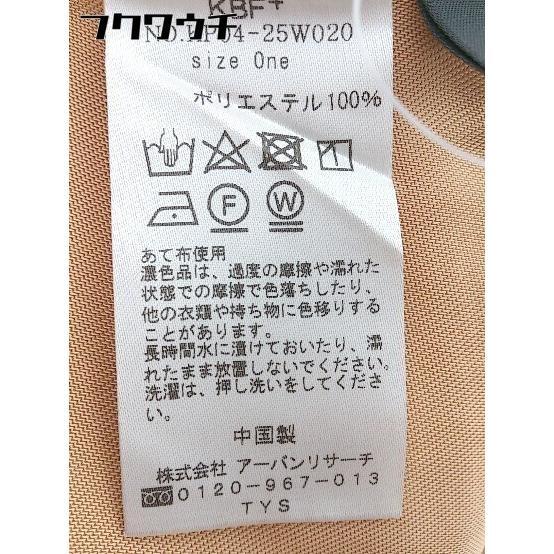 フクワウチ
KBF+
NO.KF04-25W020
size One
ポリエステル100%
F
W
あて布使用
濃色品は、過度の摩擦や濡れた
状態での摩擦で色落ちしたり、
他の衣類や持ち物に色移りする
ことがあります。
長時間水に漬けておいたり、濡
れたまま放置しないでください。
洗濯は、押し洗いをしてくださ
い。
中国製
株式会社 アーバンリサーチ
0120-967-013
TYS